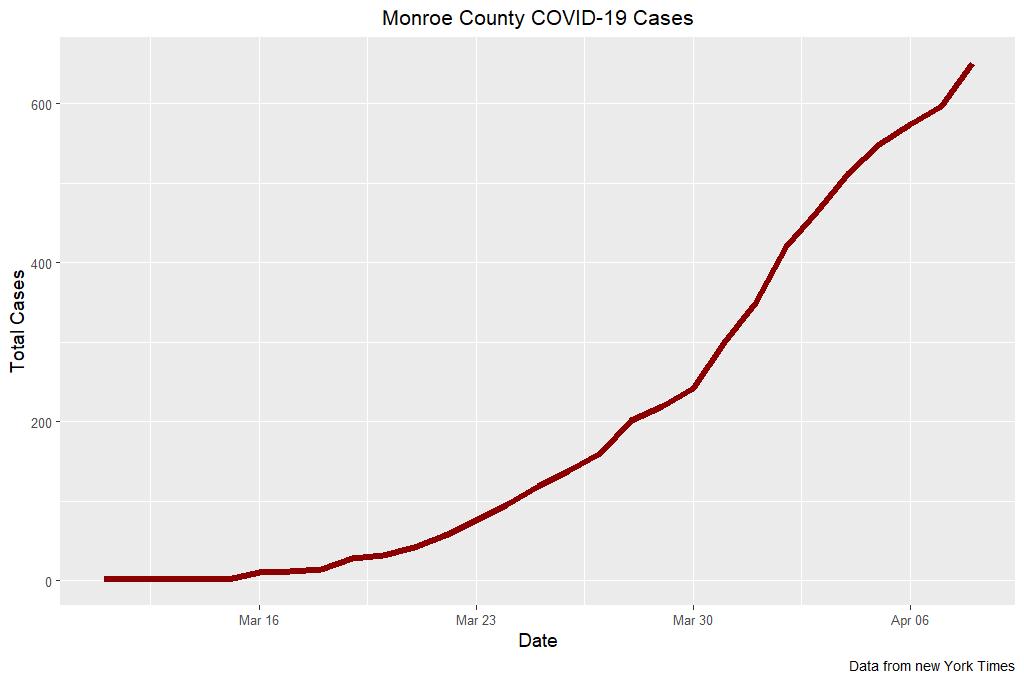 Monroe County COVID-19 Cases
600
400
200
0
Total Cases
Mar 16
Mar 23
Mar 30
Apr 06
Date
Data from new York Times